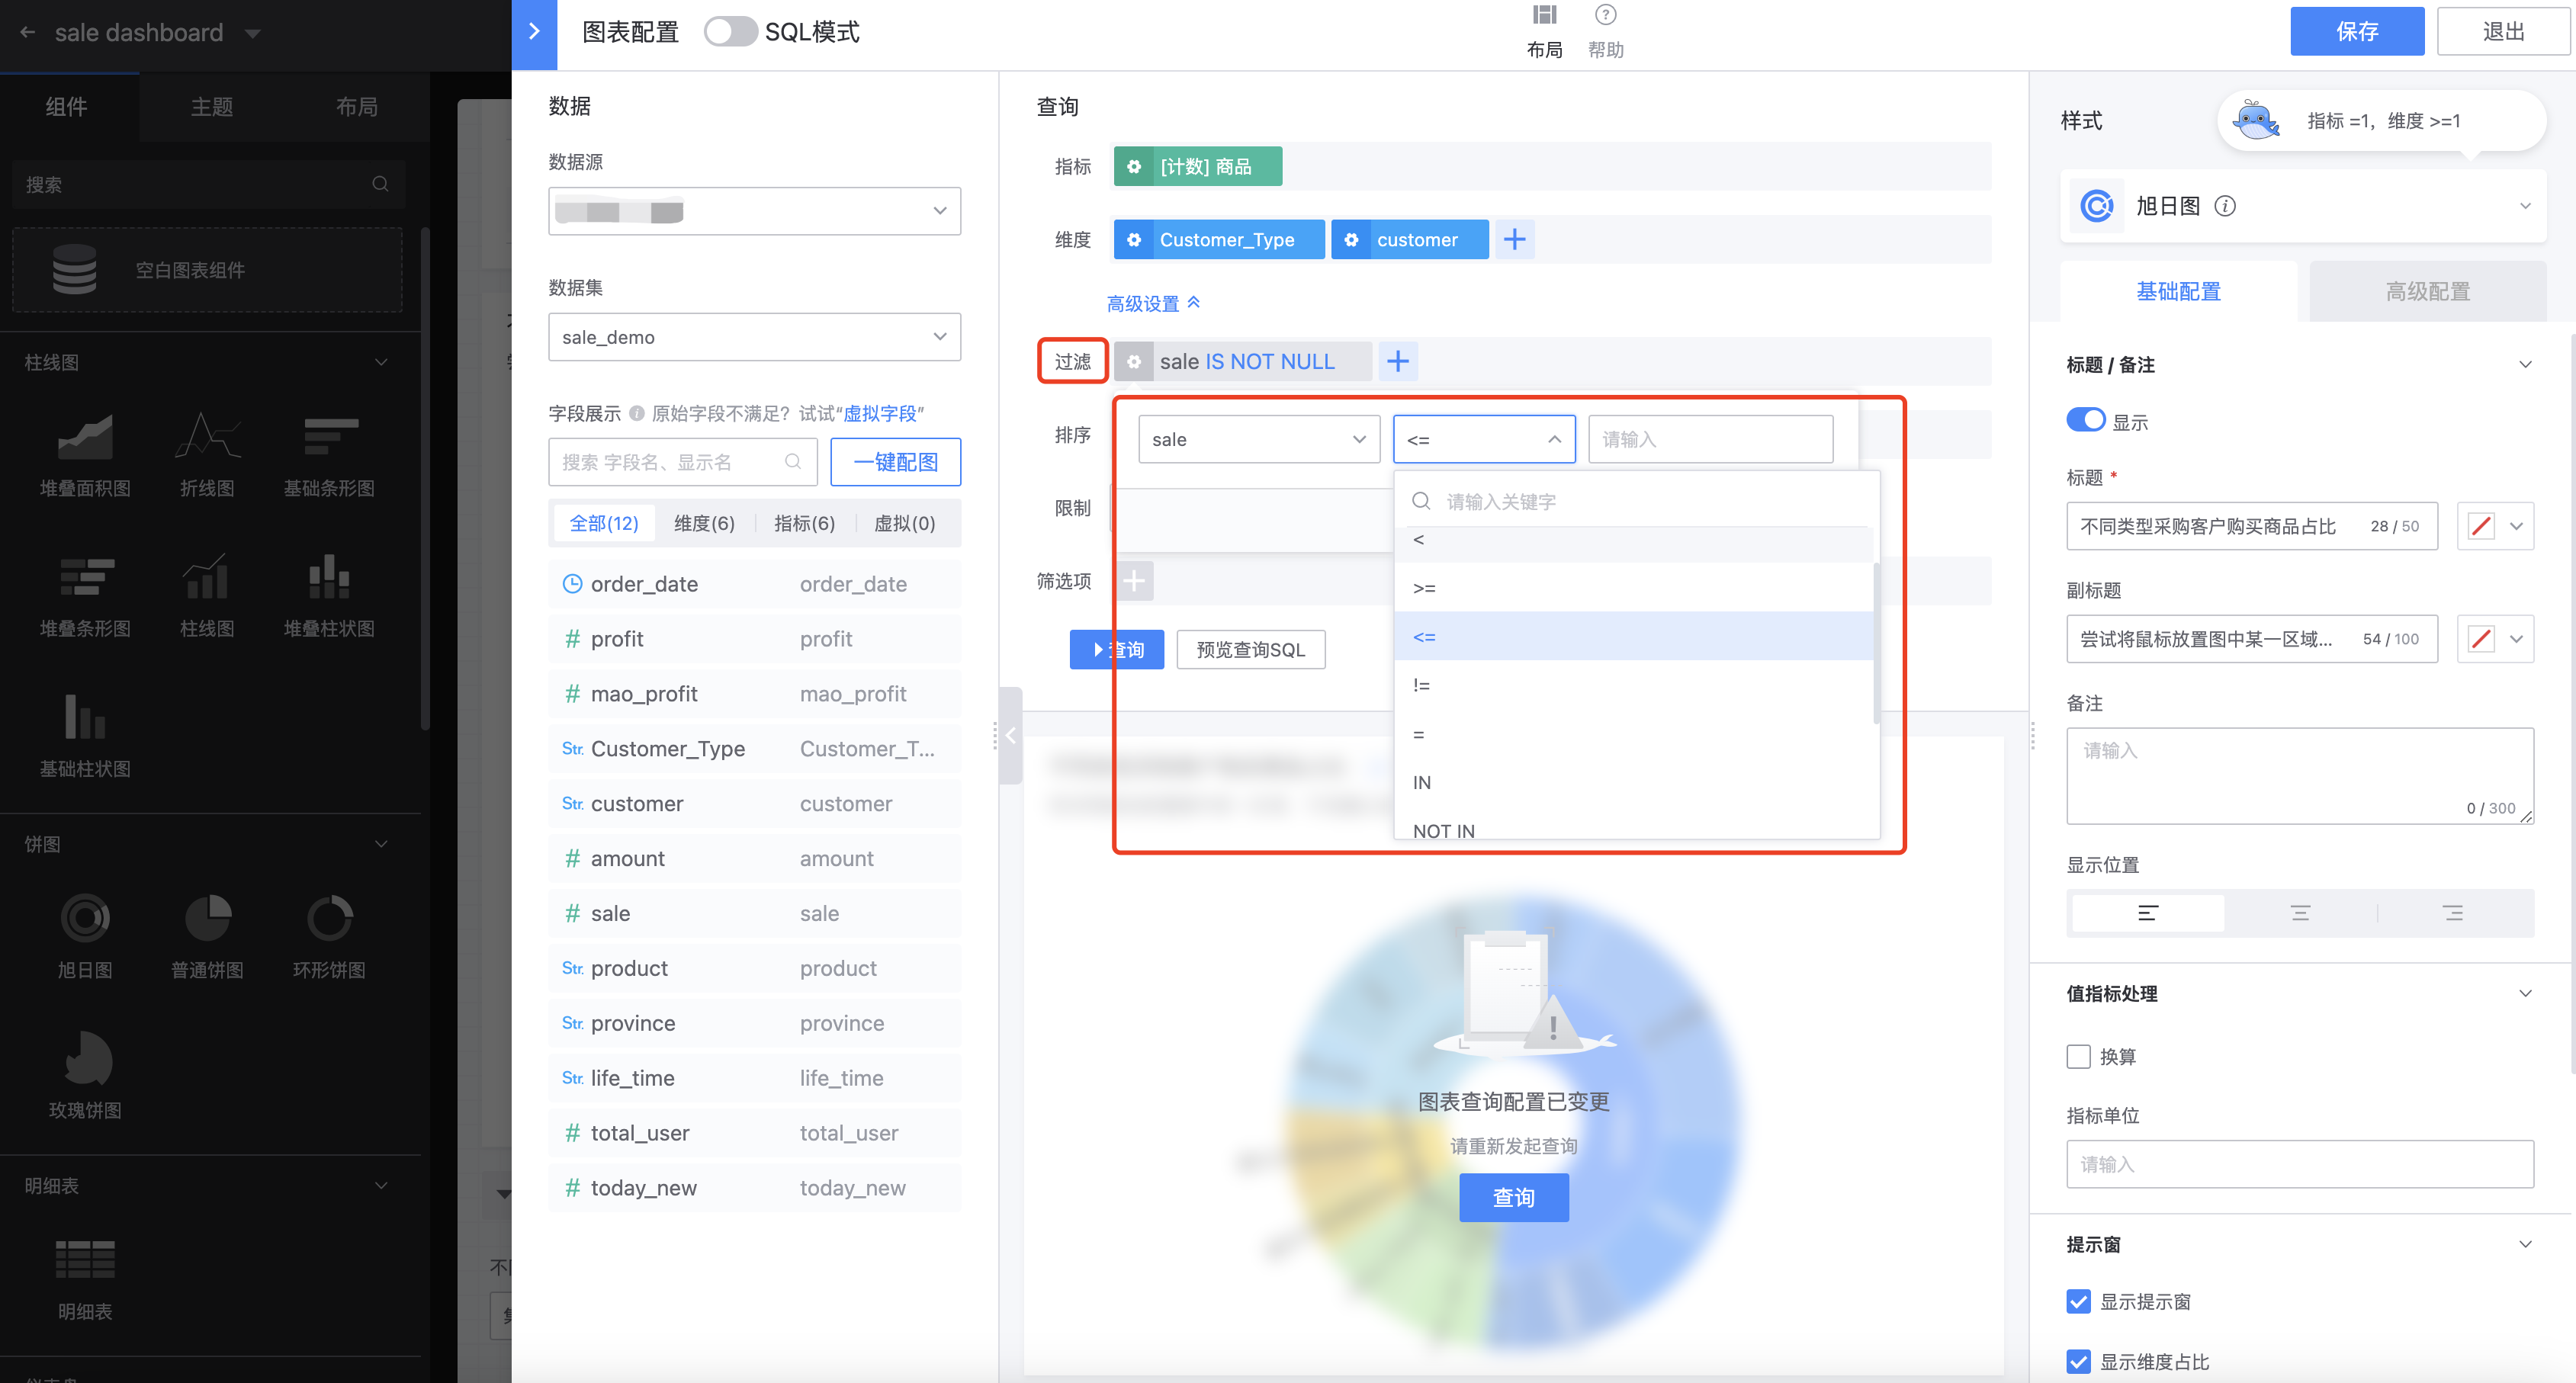 sale dashboard
图表配置
SQL模式
布局
帮助
保存
退出
组件
主题
布局
搜索
空白图表组件
柱线图
堆叠面积图
折线图
基础条形图
堆叠条形图
柱线图
堆叠柱状图
基础柱状图
饼图
旭日图
普通饼图
环形饼图
玫瑰饼图
明细表
明细表
数据
数据源
数据集
sale_demo
字段展示 原始字段不满足? 试试“虚拟字段”
搜索 字段名、显示名
一键配图
全部(12) 维度(6) 指标(6) 虚拟(0)
order_date order_date
# profit profit
# mao_profit mao_profit
Str. Customer_Type Customer_T...
Str. customer customer
# amount amount
# sale sale
Str. product product
Str. province province
Str. life_time life_time
# total_user total_user
# today_new today_new
查询
指标
[计数] 商品
维度
Customer_Type
customer
高级设置
过滤
sale IS NOT NULL
排序
sale
<=
请输入
限制
请输入关键字
<
>=
<=
!=
=
IN
NOT IN
筛选项
查询
预览查询SQL
图表查询配置已变更
请重新发起查询
查询
样式
指标 =1，维度 >=1
旭日图
基础配置
高级配置
标题 / 备注
显示
标题 *
不同类型采购客户购买商品占比 28 / 50
副标题
尝试将鼠标放置图中某一区域... 54 / 100
备注
请输入
0 / 300
显示位置
值指标处理
换算
指标单位
请输入
提示窗
显示提示窗
显示维度占比